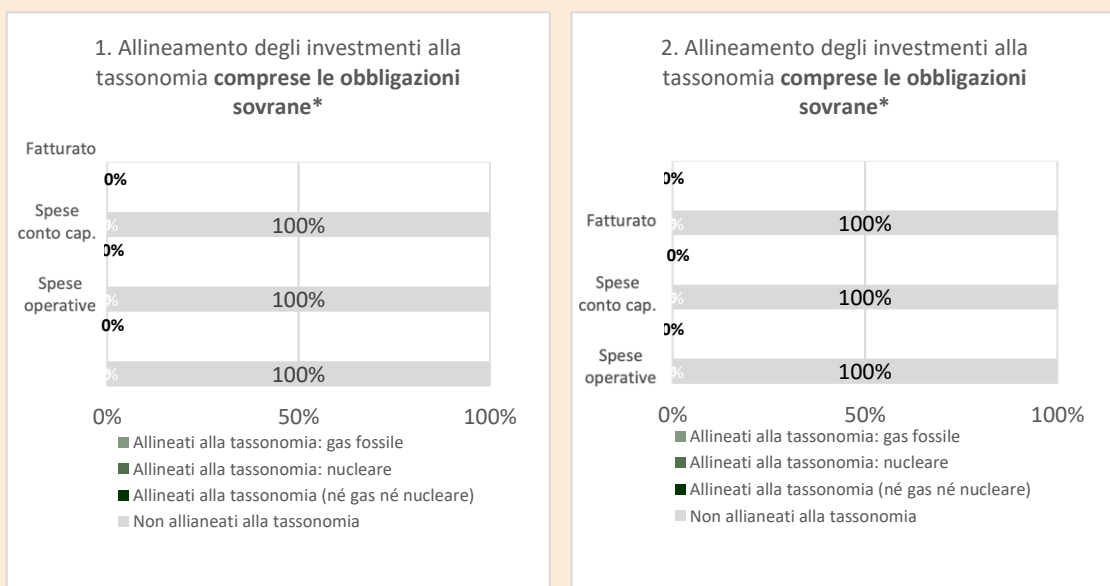 1. Allineamento degli investmenti alla
tassonomia comprese le obbligazioni
sovrane*
Fatturato
0%
Spese
conto cap.
%
100%
0%
Spese
operative
%
100%
0%
%
100%
0%
50%
100%
Allineati alla tassonomia: gas fossile
Allineati alla tassonomia: nucleare
Allineati alla tassonomia (né gas né nucleare)
Non allianeati alla tassonomia
2. Allineamento degli investmenti alla
tassonomia comprese le obbligazioni
sovrane*
0%
Fatturato
%
100%
0%
Spese
conto cap.
%
100%
0%
Spese
operative
%
100%
0%
50%
100%
Allineati alla tassonomia: gas fossile
Allineati alla tassonomia: nucleare
Allineati alla tassonomia (né gas né nucleare)
Non allianeati alla tassonomia